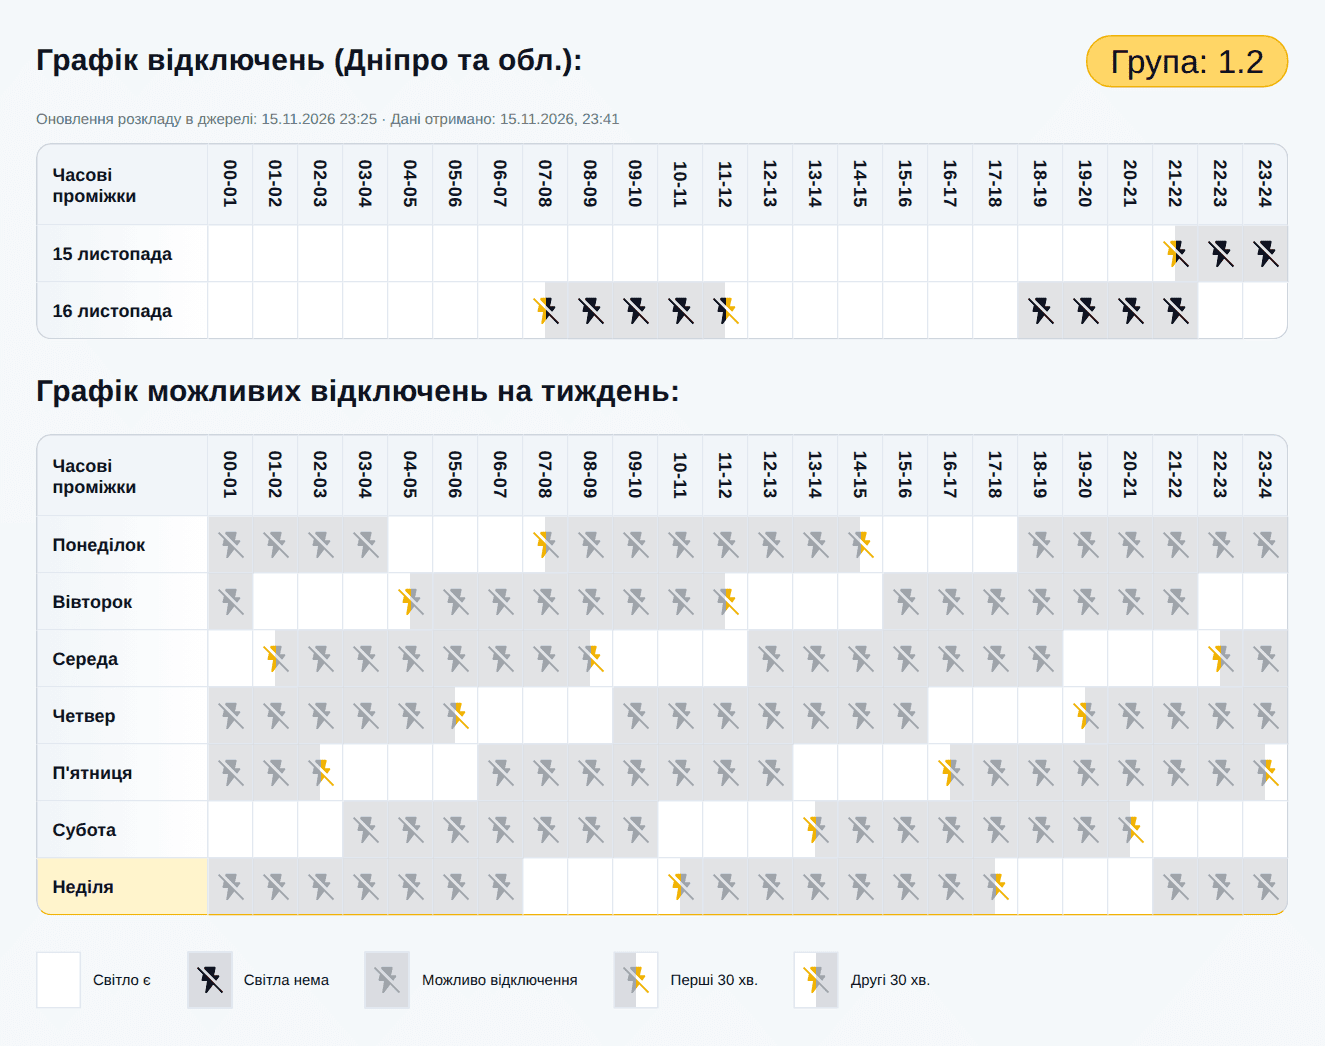 Графік відключень (Дніпро та обл.):
Група: 1.2
Оновлення розкладу в джерелі: 15.11.2026 23:25 · Дані отримано: 15.11.2026, 23:41
Часові проміжки 00-01 01-02 02-03 03-04 04-05 05-06 06-07 07-08 08-09 09-10 10-11 11-12 12-13 13-14 14-15 15-16 16-17 17-18 18-19 19-20 20-21 21-22 22-23 23-24
15 листопада
16 листопада
Графік можливих відключень на тиждень:
Часові проміжки 00-01 01-02 02-03 03-04 04-05 05-06 06-07 07-08 08-09 09-10 10-11 11-12 12-13 13-14 14-15 15-16 16-17 17-18 18-19 19-20 20-21 21-22 22-23 23-24
Понеділок
Вівторок
Середа
Четвер
П'ятниця
Субота
Неділя
Світло є Світла нема Можливо відключення Перші 30 хв. Другі 30 хв.